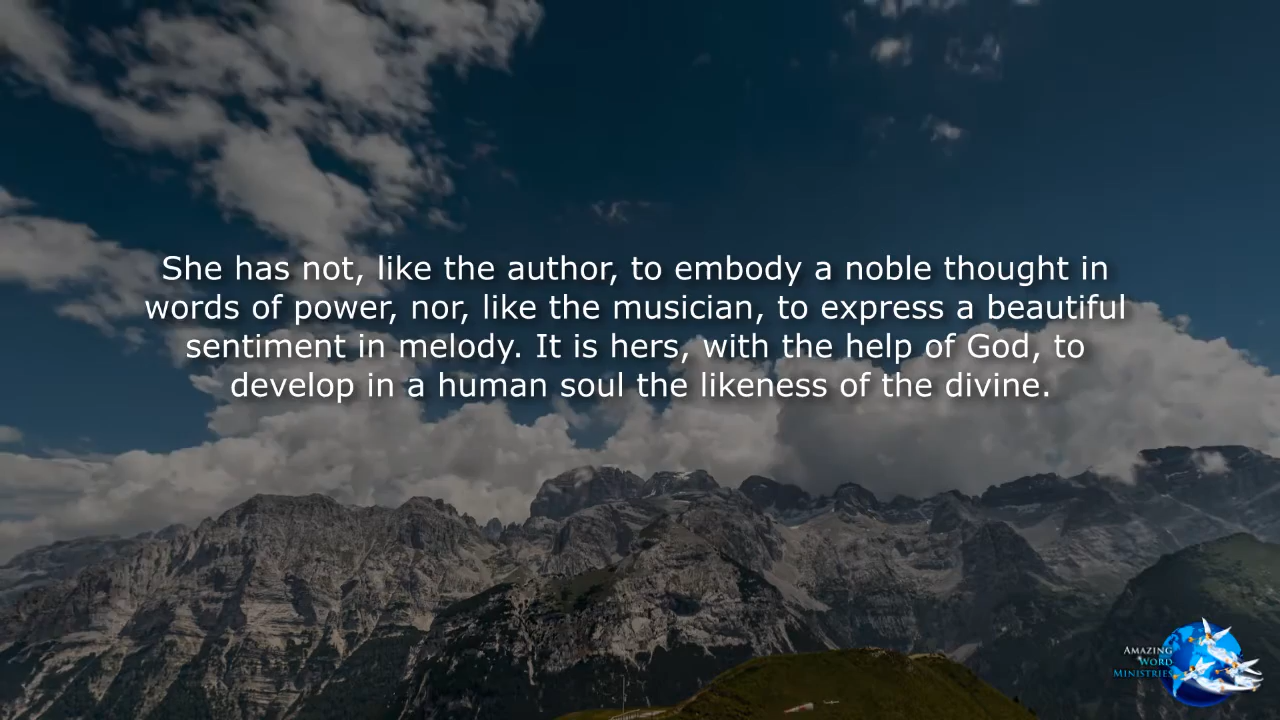 She has not, like the author, to embody a noble thought in
words of power, nor, like the musician, to express a beautiful
sentiment in melody. It is hers, with the help of God, to
develop in a human soul the likeness of the divine.
AMAZING
WORD
MINISTRIES